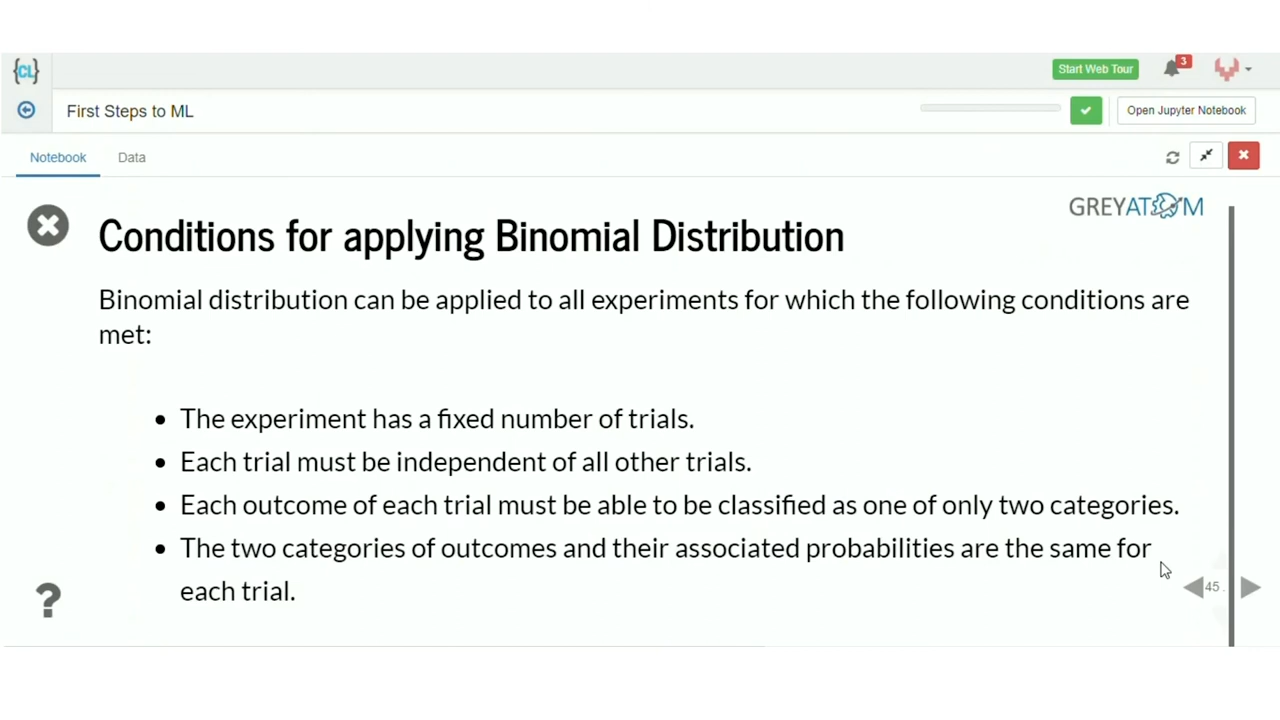 {CL}
Start Web Tour
3
First Steps to ML
Open Jupyter Notebook
Notebook
Data
GREYATOM
Conditions for applying Binomial Distribution
Binomial distribution can be applied to all experiments for which the following conditions are
met:
• The experiment has a fixed number of trials.
• Each trial must be independent of all other trials.
• Each outcome of each trial must be able to be classified as one of only two categories.
• The two categories of outcomes and their associated probabilities are the same for
each trial.
?
45 .